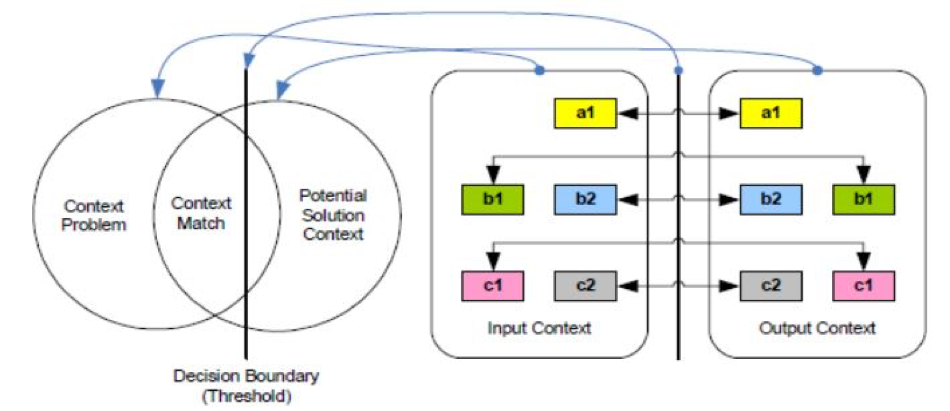 Context
Problem
Context
Match
Potential
Solution
Context
Decision Boundary
(Threshold)
a1
b1 b2
c1 c2
Input Context
a1
b2 b1
c2 c1
Output Context